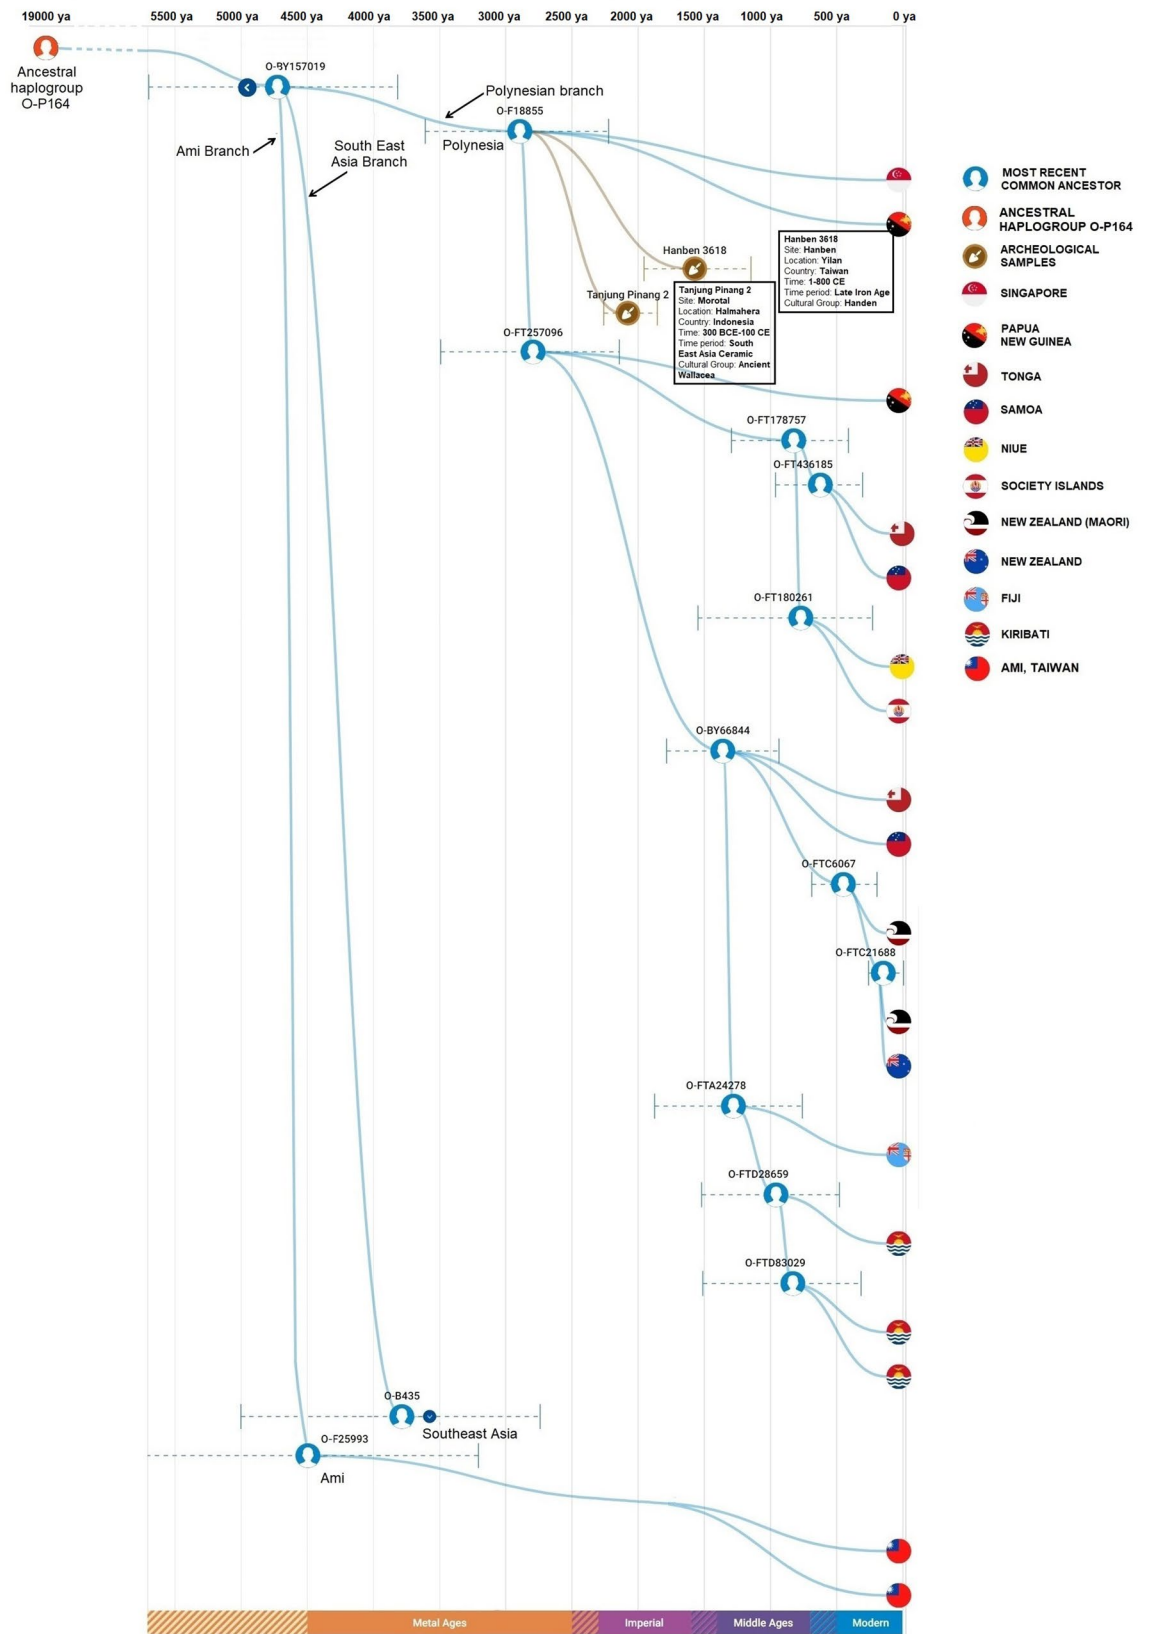 19000 ya 5500 ya 5000 ya 4500 ya 4000 ya 3500 ya 3000 ya 2500 ya 2000 ya 1500 ya 1000 ya 500 ya 0 ya
Ancestral
haplogroup
O-P164
O-BY157019
Polynesian branch
O-F18855
Ami Branch
South East
Asia Branch
Polynesia
Hanben 3618
Hanben 3618
Site: Hanben
Location: Yilan
Country: Taiwan
Time: 1-800 CE
Time period: Late Iron Age
Cultural Group: Handen
Tanjung Pinang 2
Tanjung Pinang 2
Site: Morotal
Location: Halmahera
Country: Indonesia
Time: 300 BCE-100 CE
Time period: South
East Asia Ceramic
Cultural Group: Ancient
Wallacea
O-FT257096
O-FT178757
O-FT436185
O-FT180261
O-BY66844
O-FTC6067
O-FTC21688
O-FTA24278
O-FTD28659
O-FTD83029
O-B435
Southeast Asia
O-F25993
Ami
MOST RECENT
COMMON ANCESTOR
ANCESTRAL
HAPLOGROUP O-P164
ARCHEOLOGICAL
SAMPLES
SINGAPORE
PAPUA
NEW GUINEA
TONGA
SAMOA
NIUE
SOCIETY ISLANDS
NEW ZEALAND (MAORI)
NEW ZEALAND
FIJI
KIRIBATI
AMI, TAIWAN
Metal Ages Imperial Middle Ages Modern